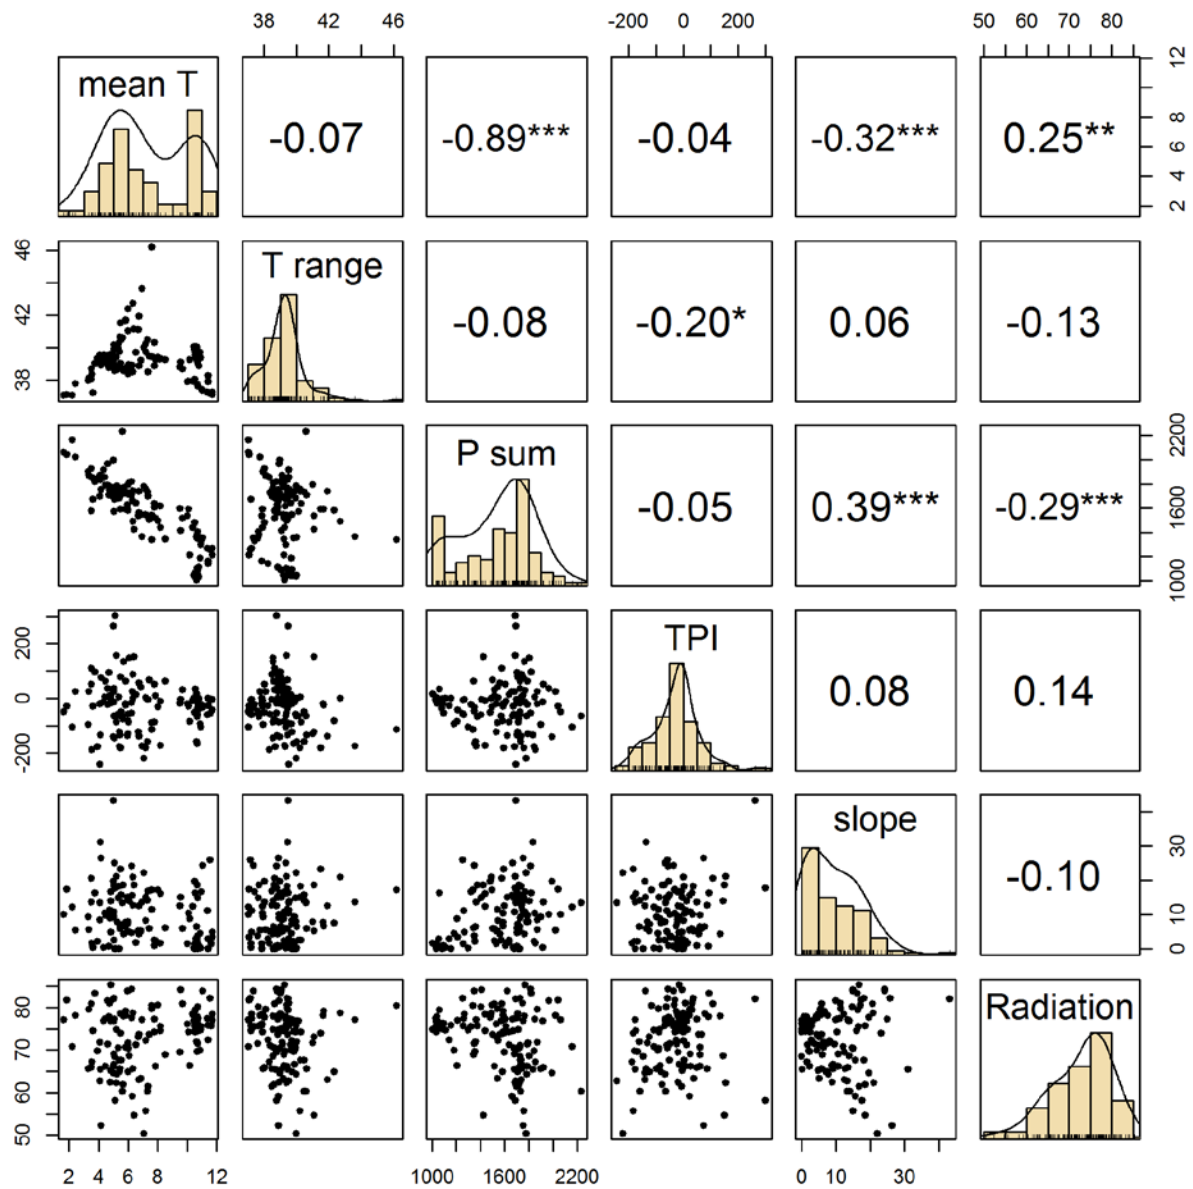 38 42 46 -200 0 200 50 60 70 80
mean T -0.07 -0.89*** -0.04 -0.32*** 0.25** 2 4 6 8 12
38 42 46 T range -0.08 -0.20* 0.06 -0.13
P sum -0.05 0.39*** -0.29*** 1000 1600 2200
-200 0 200 TPI 0.08 0.14
slope -0.10 0 10 30
50 60 70 80 Radiation
2 4 6 8 12 1000 1600 2200 0 10 30